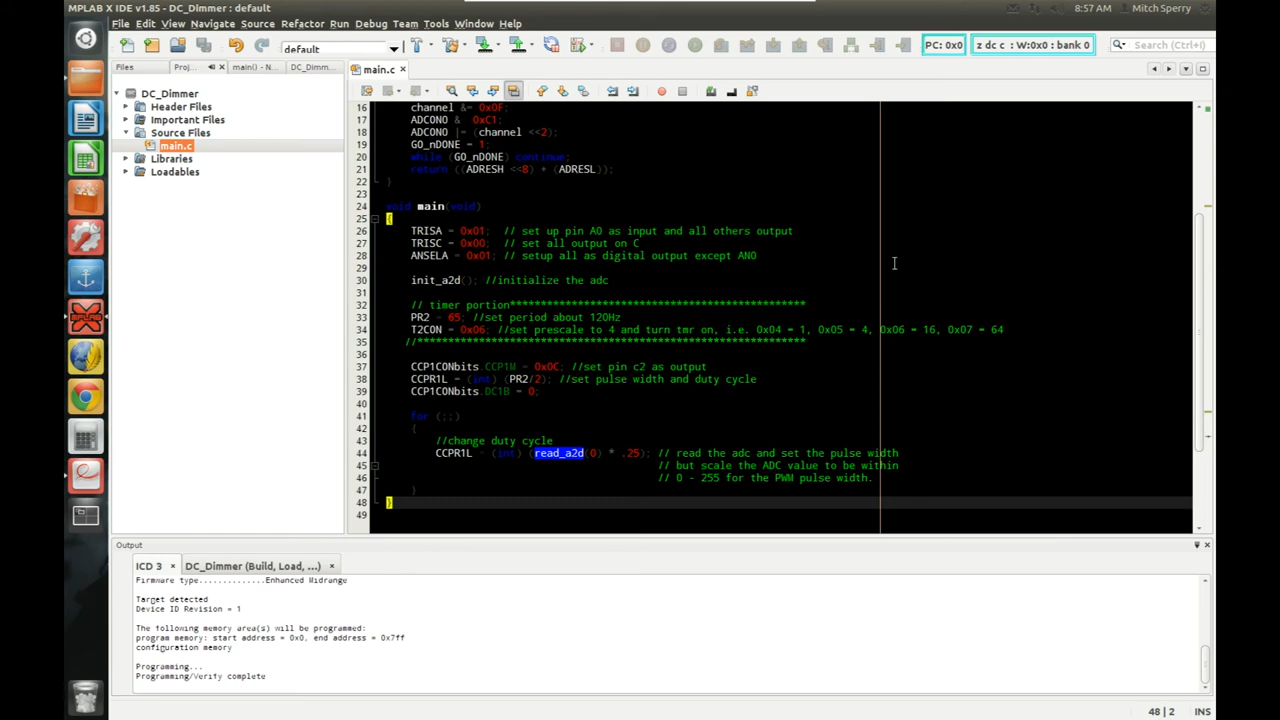 MPLAB X IDE v1.85 - DC_Dimmer : default
8:57 AM
Mitch Sperry
File Edit View Navigate Source Refactor Run Debug Team Tools Window Help
default
PC: 0x0
z dc c : W:0x0 : bank 0
Search (Ctrl+I)
Files
Proj...
main() - N...
DC_Dimm...
main.c
DC_Dimmer
Header Files
Important Files
Source Files
main.c
Libraries
Loadables
16 channel &= 0x0F;
17 ADCON0 & 0xC1;
18 ADCON0 |= (channel <<2);
19 GO_nDONE = 1;
20 while (GO_nDONE) continue;
21 return ((ADRESH <<8) + (ADRESL));
22 }
23
24 void main(void)
25 {
26 TRISA = 0x01; // set up pin A0 as input and all others output
27 TRISC = 0x00; // set all output on C
28 ANSELA = 0x01; // setup all as digital output except AN0
29
30 init_a2d(); //initialize the adc
31
32 // timer portion************************************************
33 PR2 = 65; //set period about 120Hz
34 T2CON = 0x06; //set prescale to 4 and turn tmr on, i.e. 0x04 = 1, 0x05 = 4, 0x06 = 16, 0x07 = 64
35 //***************************************************************
36
37 CCP1CONbits.CCP1M = 0x0C; //set pin c2 as output
38 CCPR1L = (int) (PR2/2); //set pulse width and duty cycle
39 CCP1CONbits.DC1B = 0;
40
41 for (;;)
42 {
43 //change duty cycle
44 CCPR1L = (int) (read_a2d(0) * .25); // read the adc and set the pulse width
45 // but scale the ADC value to be within
46 // 0 - 255 for the PWM pulse width.
47 }
48 }
49
Output
ICD 3
DC_Dimmer (Build, Load, ...)
Firmware type..............Enhanced Midrange
Target detected
Device ID Revision = 1
The following memory area(s) will be programmed:
program memory: start address = 0x0, end address = 0x7ff
configuration memory
Programming...
Programming/Verify complete
48 | 2
INS